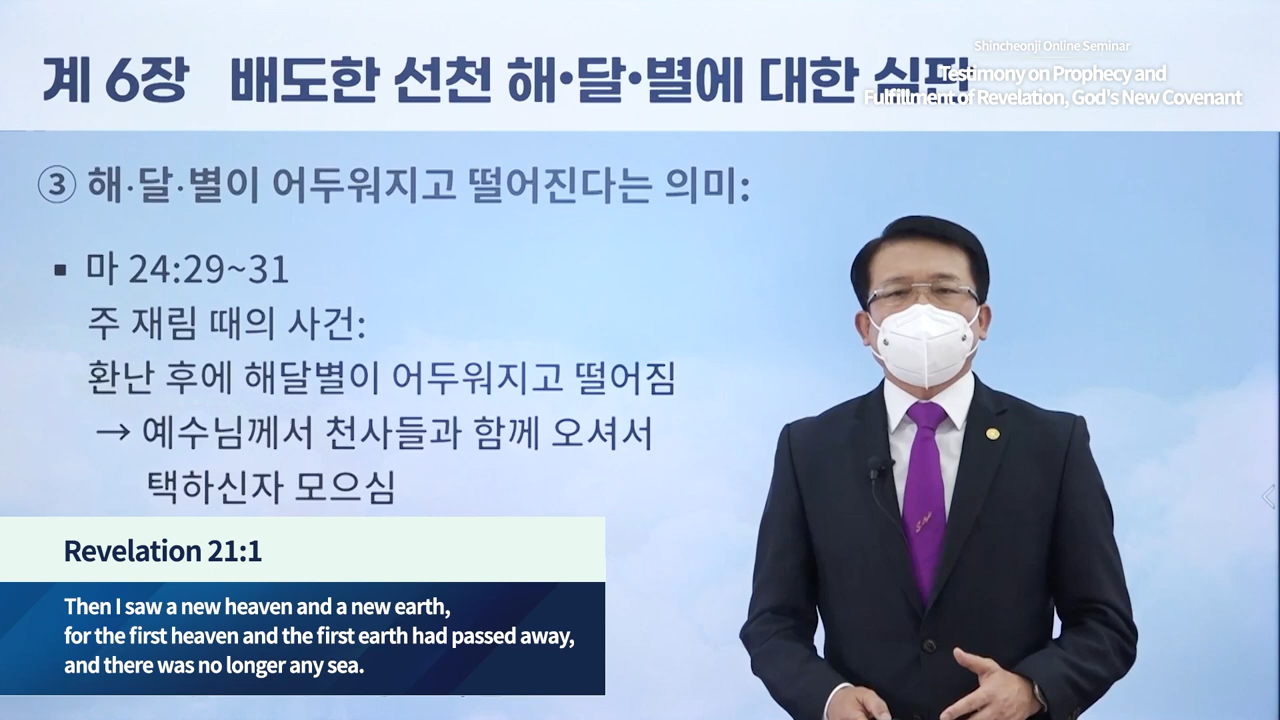 계 6장 배도한 선천 해•달•별에 대한 심판
Shincheonji Online Seminar
Testimony on Prophecy and
Fulfillment of Revelation, God's New Covenant
③ 해·달·별이 어두워지고 떨어진다는 의미:
▪ 마 24:29~31
주 재림 때의 사건:
환난 후에 해달별이 어두워지고 떨어짐
→ 예수님께서 천사들과 함께 오셔서
택하신자 모으심
Revelation 21:1
Then I saw a new heaven and a new earth,
for the first heaven and the first earth had passed away,
and there was no longer any sea.